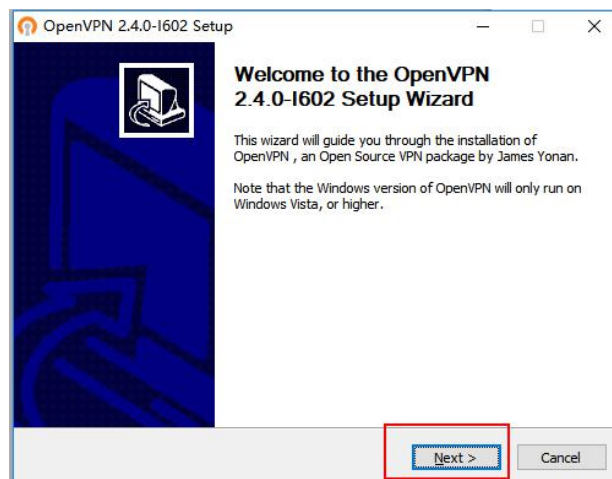 OpenVPN 2.4.0-I602 Setup
Welcome to the OpenVPN
2.4.0-I602 Setup Wizard
This wizard will guide you through the installation of
OpenVPN , an Open Source VPN package by James Yonan.
Note that the Windows version of OpenVPN will only run on
Windows Vista, or higher.
Next >
Cancel